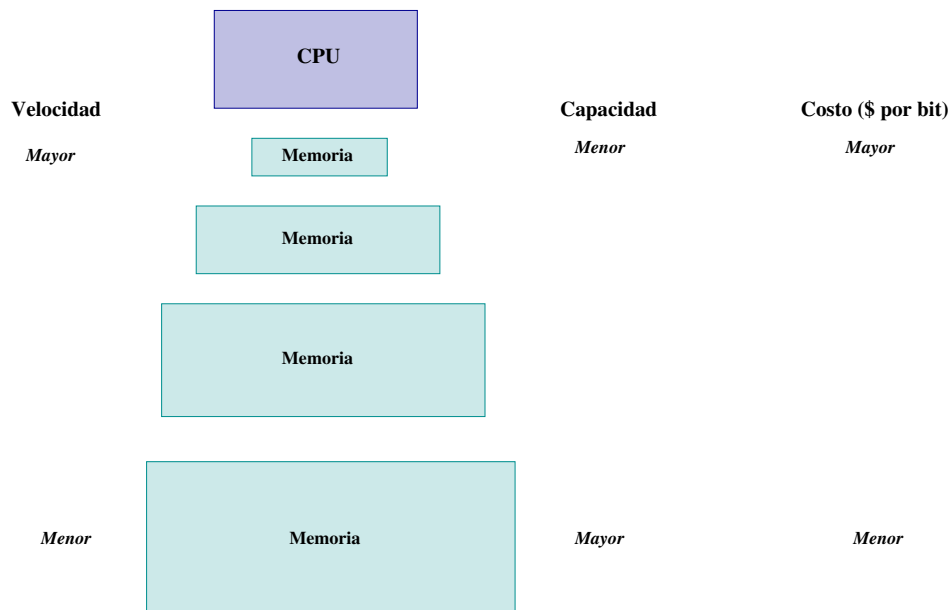 CPU
Velocidad
Capacidad
Costo ($ por bit)
Mayor
Memoria
Menor
Mayor
Memoria
Memoria
Menor
Memoria
Mayor
Menor